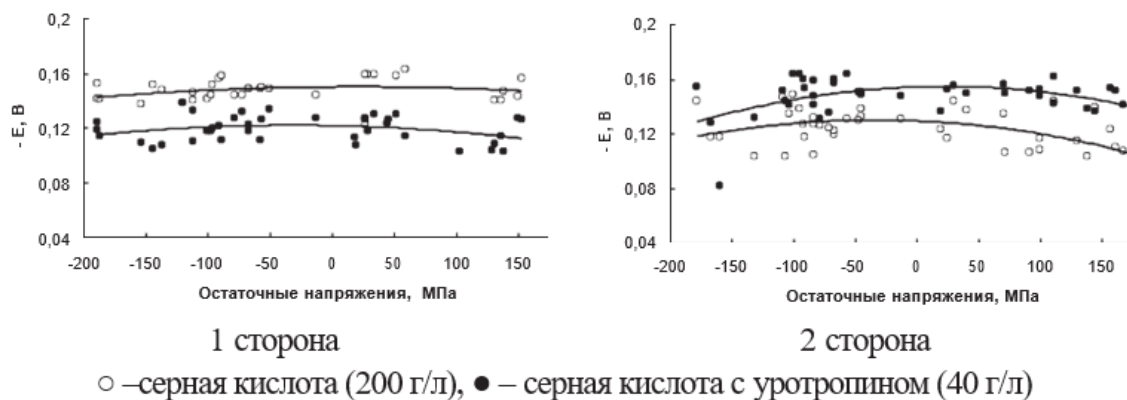 0,2
0,16
0,12
0,08
0,04
- Е, В
-200 -150 -100 -50 0 50 100 150
Остаточные напряжения, МПа
1 сторона
0,2
0,16
0,12
0,08
0,04
- Е, В
-200 -150 -100 -50 0 50 100 150
Остаточные напряжения, МПа
2 сторона
○ –серная кислота (200 г/л), ● – серная кислота с уротропином (40 г/л)